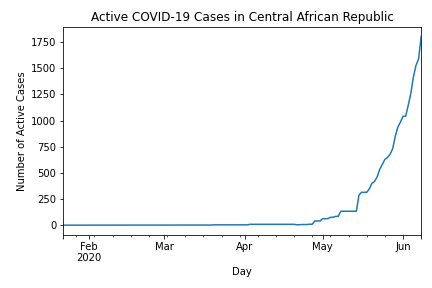 Active COVID-19 Cases in Central African Republic
Number of Active Cases
1750
1500
1250
1000
750
500
250
0
Feb
2020
Mar
Apr
May
Jun
Day